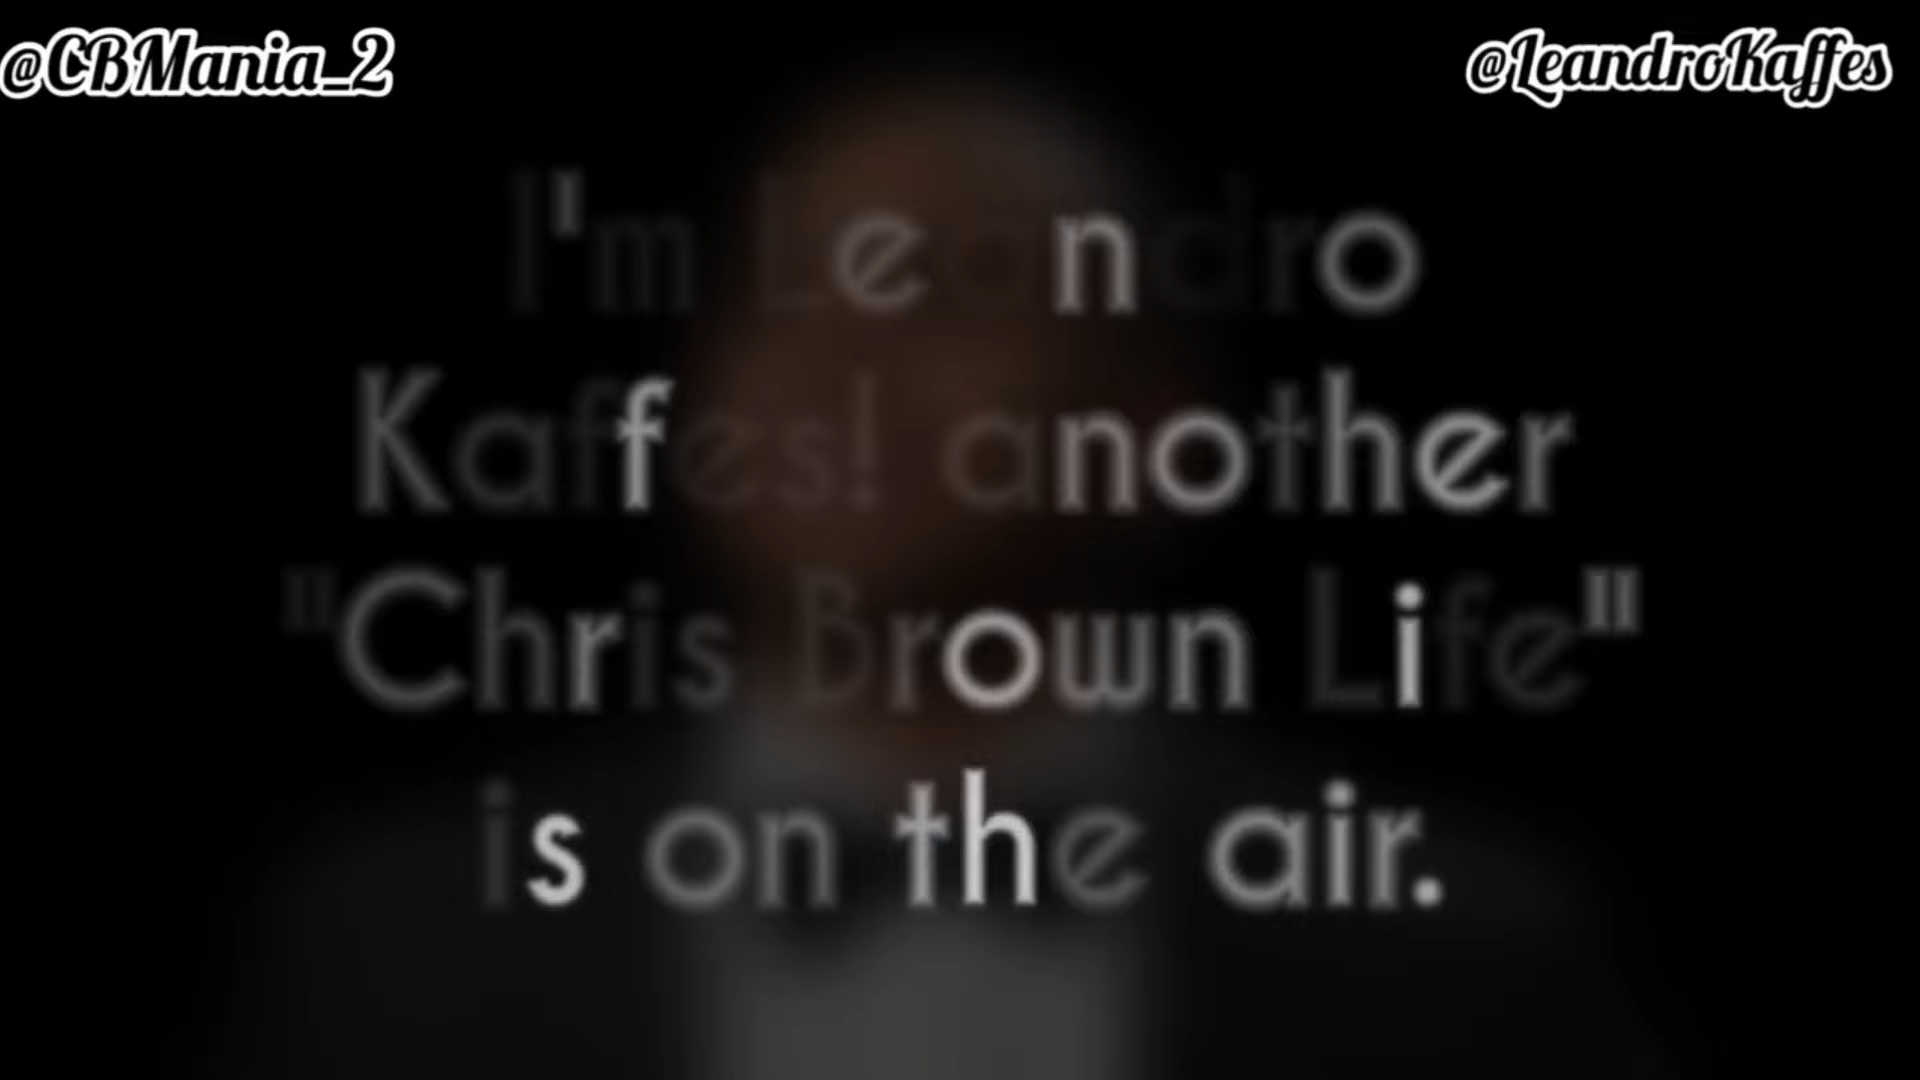 @CBMania_2
@LeandroKaffes
I'm Leandro
Kaffes! another
"Chris Brown Life"
is on the air.